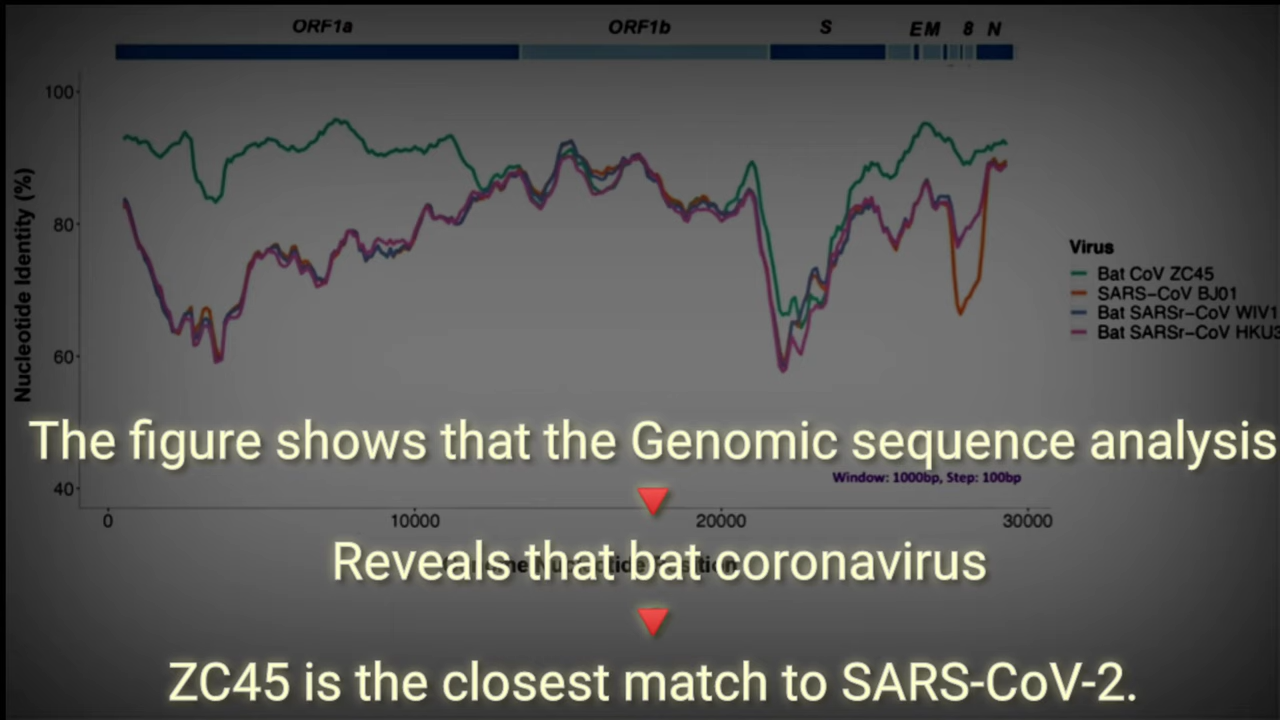 ORF1a ORF1b S E M 8 N
100
80
60
40
Nucleotide Identity (%)
Virus
Bat CoV ZC45
SARS–CoV BJ01
Bat SARSr–CoV WIV1
Bat SARSr–CoV HKU3
The figure shows that the Genomic sequence analysis
Window: 1000bp, Step: 100bp
0 10000 20000 30000
Reveals that bat coronavirus
ZC45 is the closest match to SARS-CoV-2.